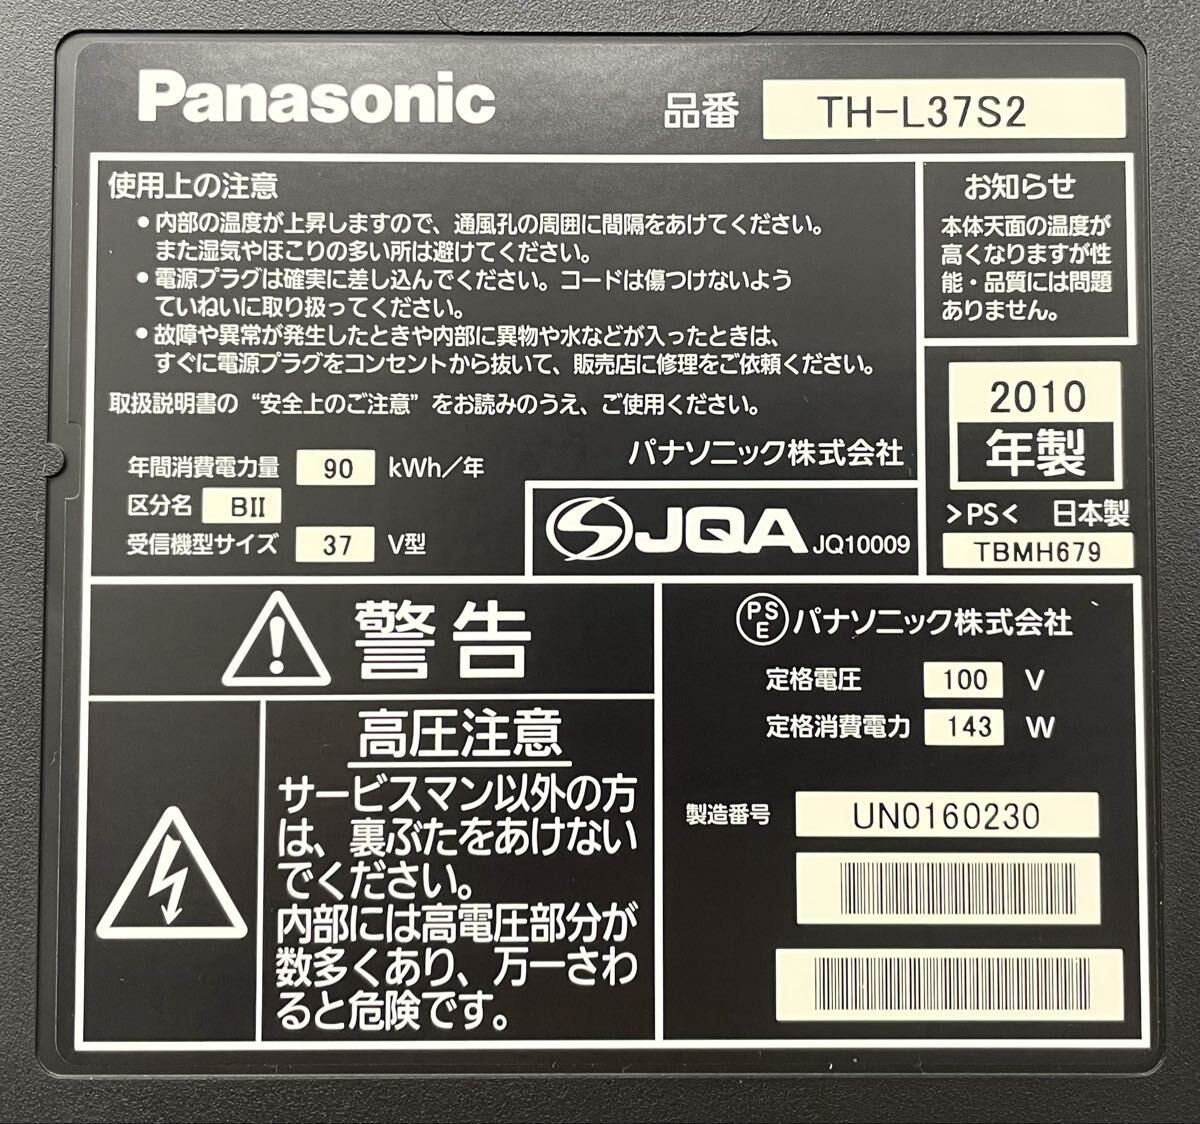 Panasonic
品番 TH-L37S2
使用上の注意
●内部の温度が上昇しますので、通風孔の周囲に間隔をあけてください。
また湿気やほこりの多い所は避けてください。
●電源プラグは確実に差し込んでください。コードは傷つけないよう
ていねいに取り扱ってください。
●故障や異常が発生したときや内部に異物や水などが入ったときは、
すぐに電源プラグをコンセントから抜いて、販売店に修理をご依頼ください。
取扱説明書の“安全上のご注意”をお読みのうえ、ご使用ください。
パナソニック株式会社
年間消費電力量 90 kWh／年
区分名 BII
受信機型サイズ 37 V型
JQA JQ10009
お知らせ
本体天面の温度が
高くなりますが性
能・品質には問題
ありません。
2010
年製
>PS< 日本製
TBMH679
警告
高圧注意
サービスマン以外の方
は、裏ぶたをあけない
でください。
内部には高電圧部分が
数多くあり、万一さわ
ると危険です。
PSE パナソニック株式会社
定格電圧 100 V
定格消費電力 143 W
製造番号 UN0160230